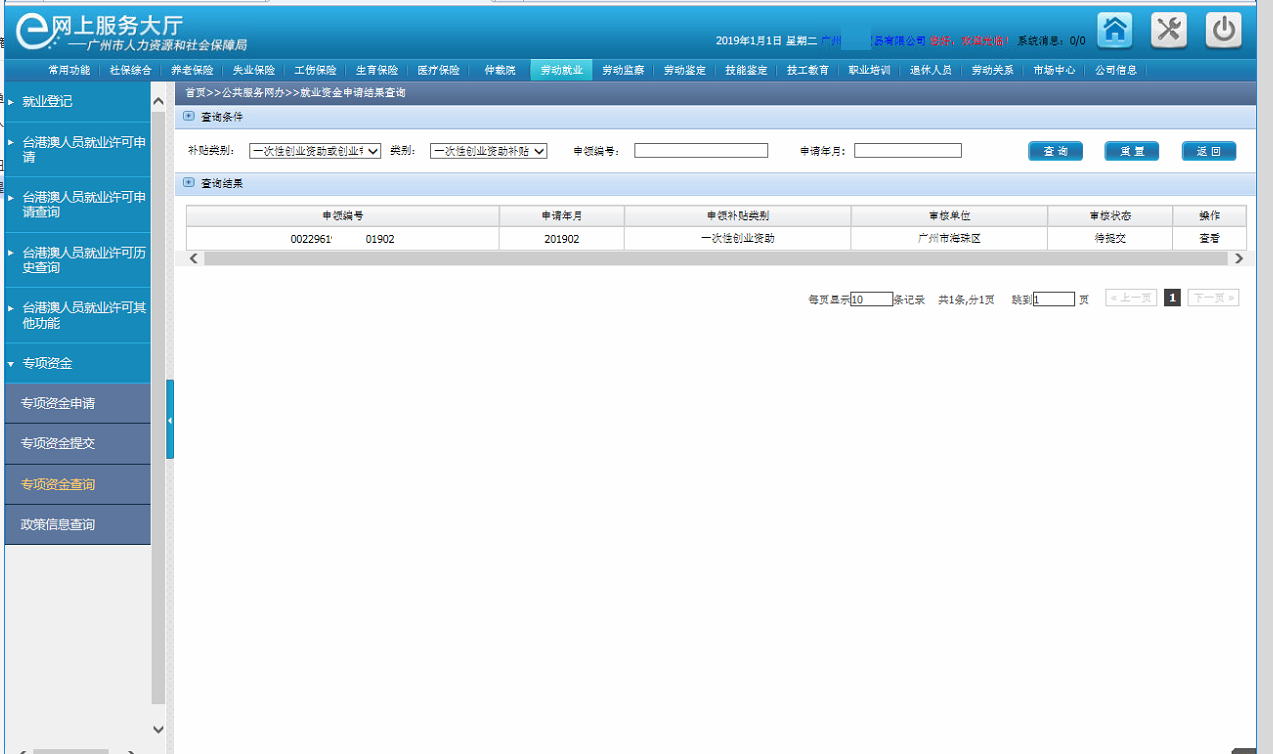 网上服务大厅
——广州市人力资源和社会保障局
2019年1月1日 星期二 广州 易有限公司 您好，欢迎光临! 系统消息：0/0
常用功能 社保综合 养老保险 失业保险 工伤保险 生育保险 医疗保险 仲裁院 劳动就业 劳动监察 劳动鉴定 技能鉴定 技工教育 职业培训 退休人员 劳动关系 市场中心 公司信息
首页>>公共服务网办>>就业资金申请结果查询
就业登记
台港澳人员就业许可申
请
台港澳人员就业许可申
请查询
台港澳人员就业许可历
史查询
台港澳人员就业许可其
他功能
专项资金
专项资金申请
专项资金提交
专项资金查询
政策信息查询
查询条件
补贴类别： 一次性创业资助或创业 类别： 一次性创业资助补贴 申领编号： 申请年月： 查 询 重 置 返 回
查询结果
申领编号 申请年月 申领补贴类别 审核单位 审核状态 操作
0022961 01902 201902 一次性创业资助 广州市海珠区 待提交 查看
每页显示10条记录 共1条,分1页 跳到1 页 « 上一页 1 下一页 »